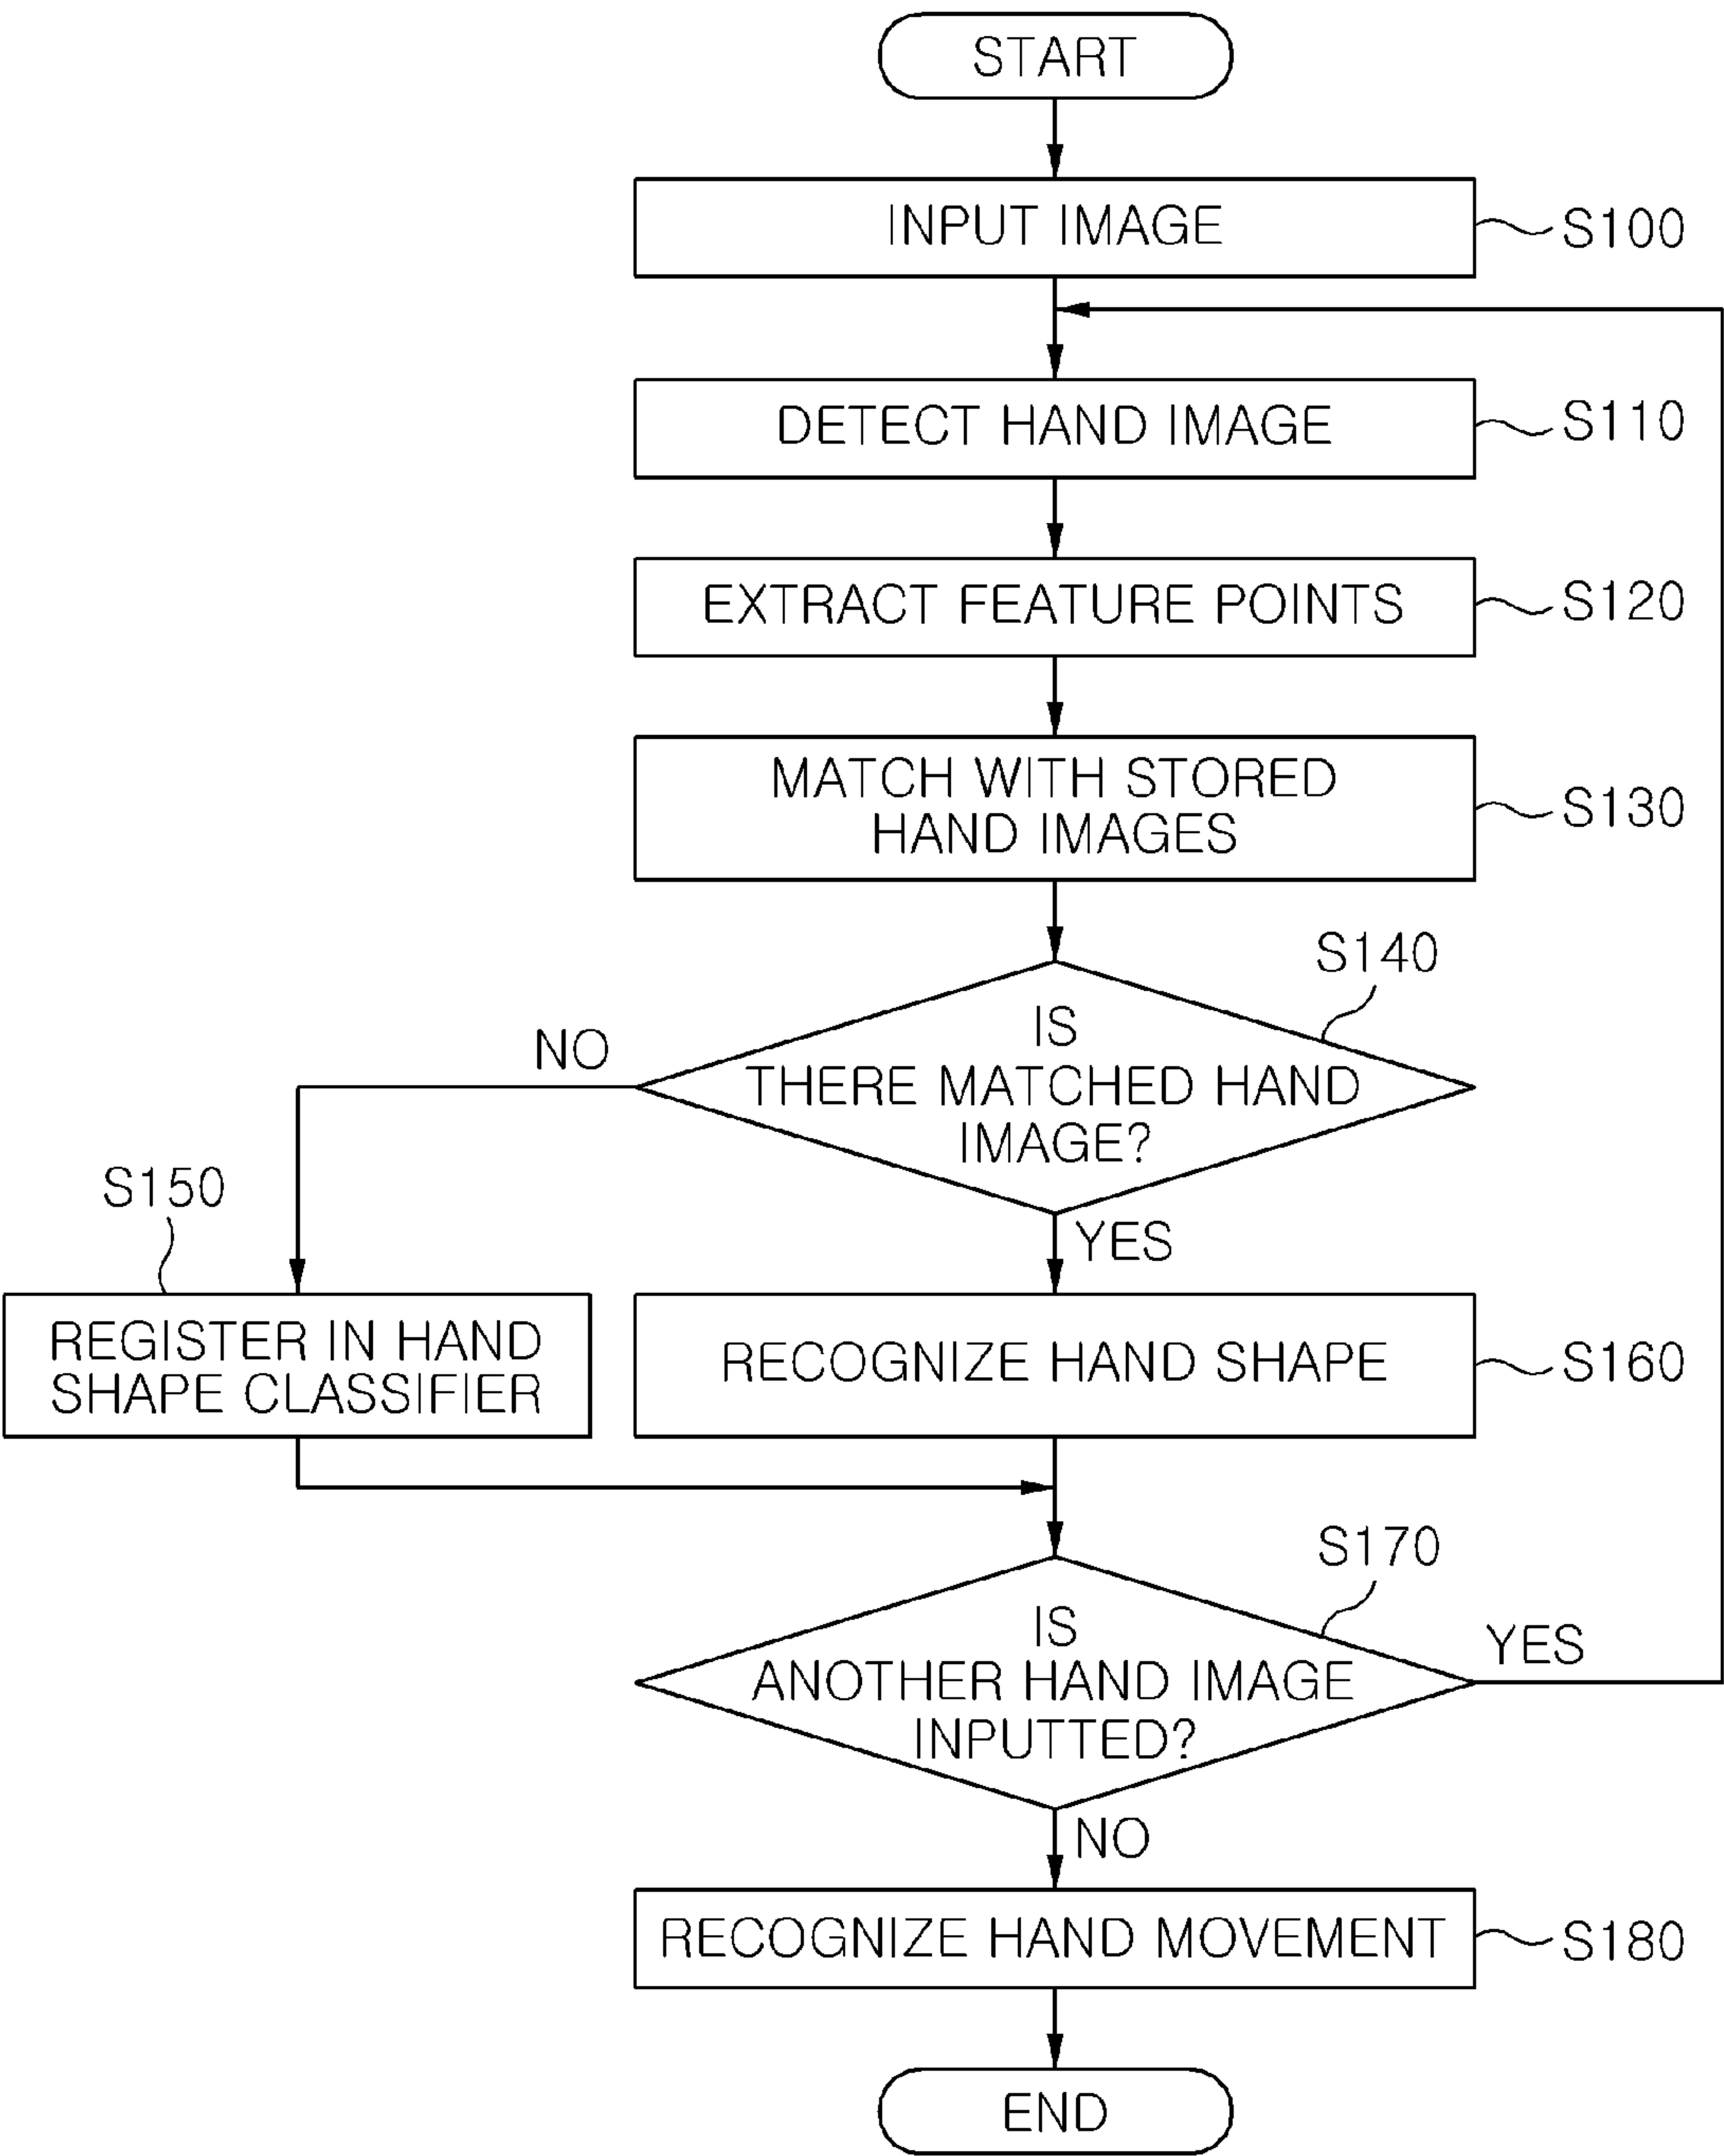 START
INPUT IMAGE
S100
DETECT HAND IMAGE
S110
EXTRACT FEATURE POINTS
S120
MATCH WITH STORED
HAND IMAGES
S130
S140
IS
THERE MATCHED HAND
IMAGE?
NO
YES
S150
REGISTER IN HAND
SHAPE CLASSIFIER
RECOGNIZE HAND SHAPE
S160
S170
IS
ANOTHER HAND IMAGE
INPUTTED?
YES
NO
RECOGNIZE HAND MOVEMENT
S180
END